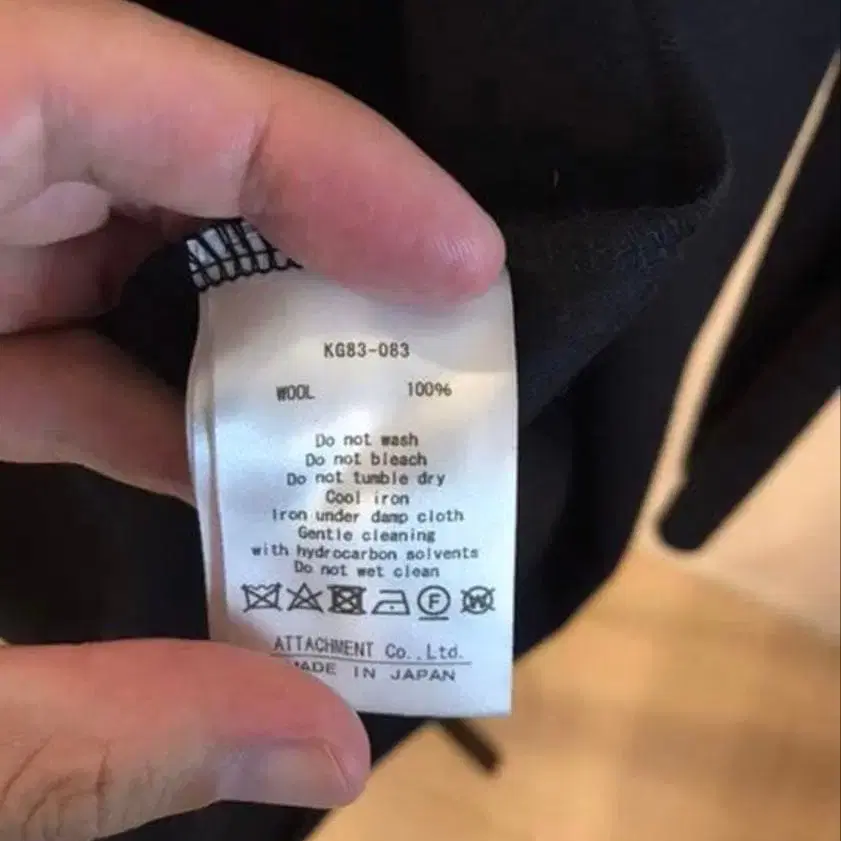 KG83-083
WOOL 100%
Do not wash
Do not bleach
Do not tumble dry
Cool iron
Iron under damp cloth
Gentle cleaning
with hydrocarbon solvents
Do not wet clean
F W
ATTACHMENT Co.,Ltd.
MADE IN JAPAN